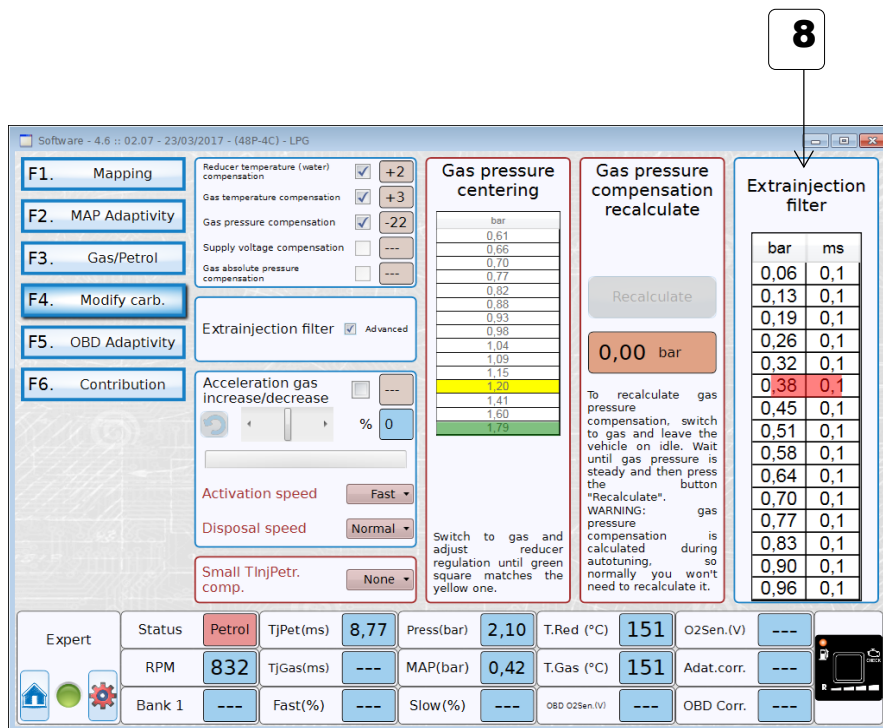 8
Software - 4.6 :: 02.07 - 23/03/2017 - (48P-4C) - LPG
F1. Mapping
F2. MAP Adaptivity
F3. Gas/Petrol
F4. Modify carb.
F5. OBD Adaptivity
F6. Contribution
Reducer temperature (water)
compensation
+2
Gas temperature compensation
+3
Gas pressure compensation
-22
Supply voltage compensation
---
Gas absolute pressure
compensation
---
Extrainjection filter
Advanced
Acceleration gas
increase/decrease
---
% 0
Activation speed
Fast
Disposal speed
Normal
Small TInjPetr.
comp.
None
Gas pressure
centering
bar
0,61
0,66
0,70
0,77
0,82
0,88
0,93
0,98
1,04
1,09
1,15
1,20
1,41
1,60
1,79
Switch to gas and
adjust reducer
regulation until green
square matches the
yellow one.
Gas pressure
compensation
recalculate
Recalculate
0,00 bar
To recalculate gas
pressure
compensation, switch
to gas and leave the
vehicle on idle. Wait
until gas pressure is
steady and then press
the button
"Recalculate".
WARNING: gas
pressure
compensation is
calculated during
autotuning, so
normally you won't
need to recalculate it.
Extrainjection
filter
bar ms
0,06 0,1
0,13 0,1
0,19 0,1
0,26 0,1
0,32 0,1
0,38 0,1
0,45 0,1
0,51 0,1
0,58 0,1
0,64 0,1
0,70 0,1
0,77 0,1
0,83 0,1
0,90 0,1
0,96 0,1
Expert
Status Petrol TjPet(ms) 8,77 Press(bar) 2,10 T.Red (°C) 151 O2Sen.(V) ---
RPM 832 TjGas(ms) --- MAP(bar) 0,42 T.Gas (°C) 151 Adat.corr. ---
Bank 1 --- Fast(%) --- Slow(%) --- OBD O2Sen.(V) --- OBD Corr. ---
CHECK
R